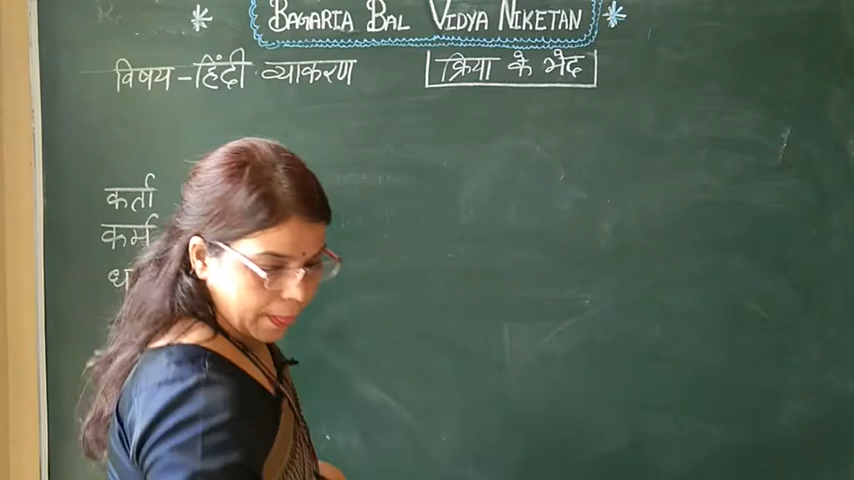 BAGARIA BAL VIDYA NIKETAN
विषय - हिंदी व्याकरण
क्रिया के भेद
कर्ता
कर्म